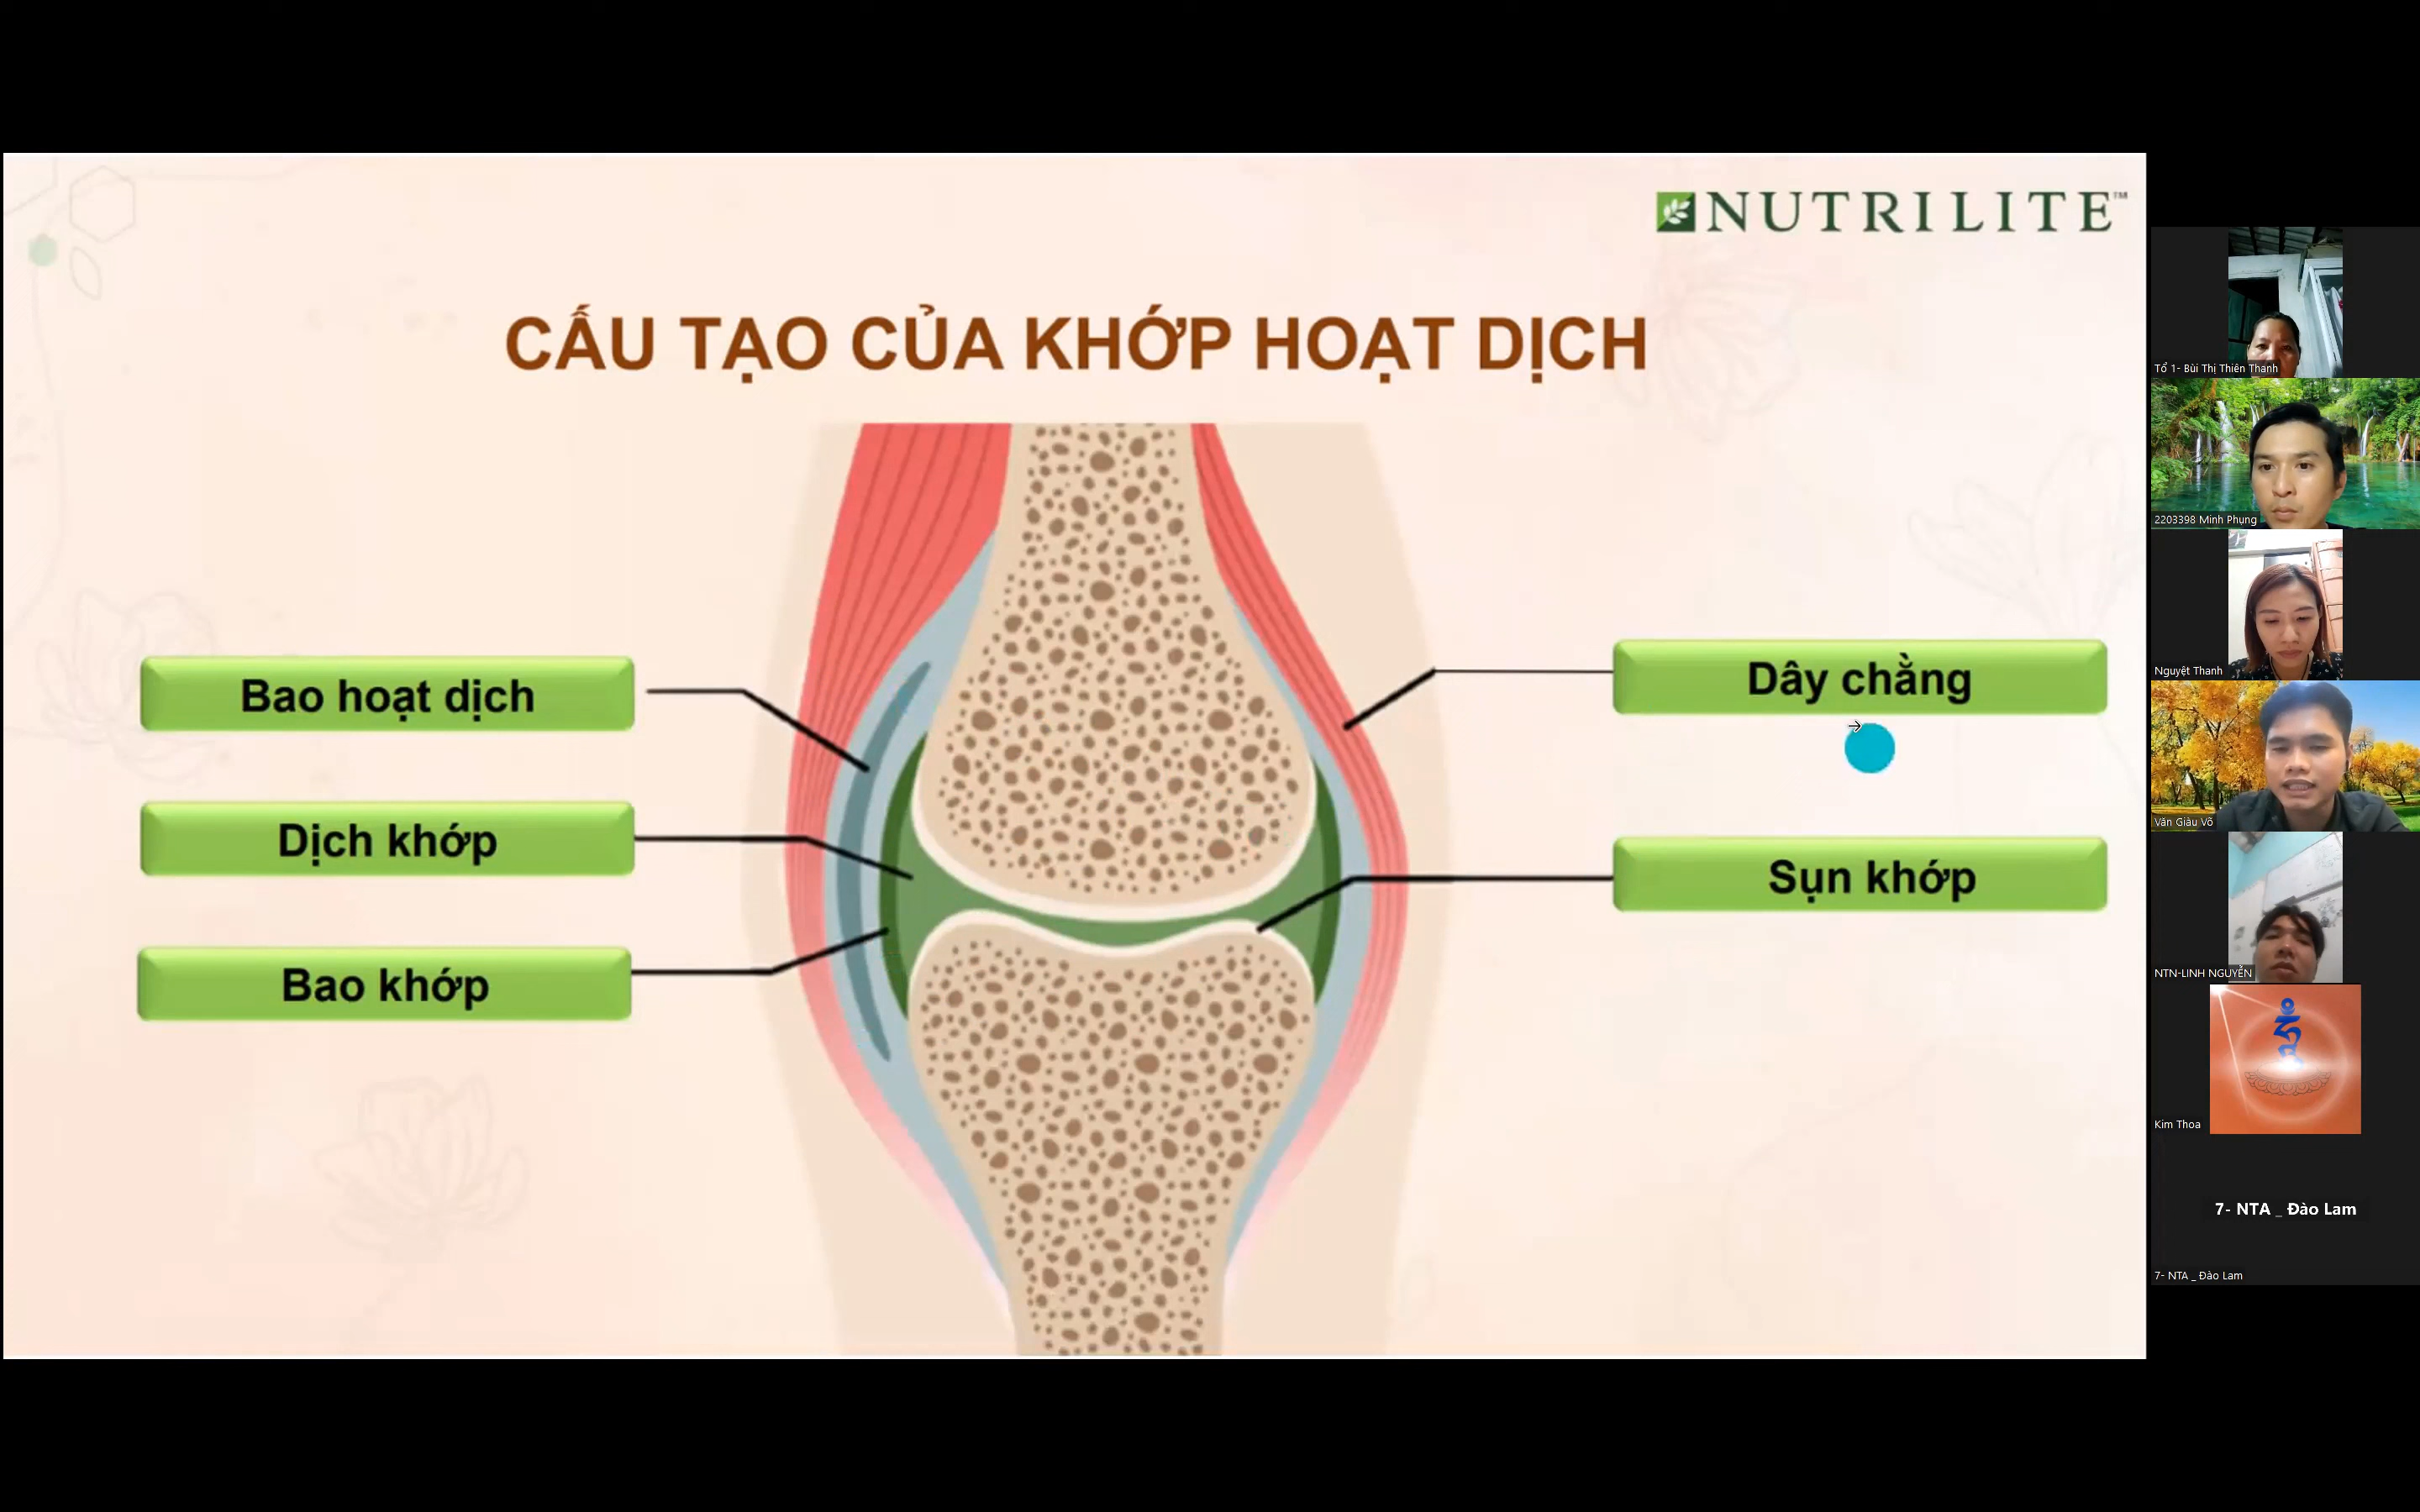 NUTRILITE™
CẤU TẠO CỦA KHỚP HOẠT DỊCH
Bao hoạt dịch
Dịch khớp
Bao khớp
Dây chằng
Sụn khớp
Tổ 1- Bùi Thị Thiên Thanh
2203398 Minh Phụng
Nguyệt Thanh
Văn Giàu Võ
NTN-LINH NGUYỄN
Kim Thoa
7- NTA _ Đào Lam
7- NTA _ Đào Lam